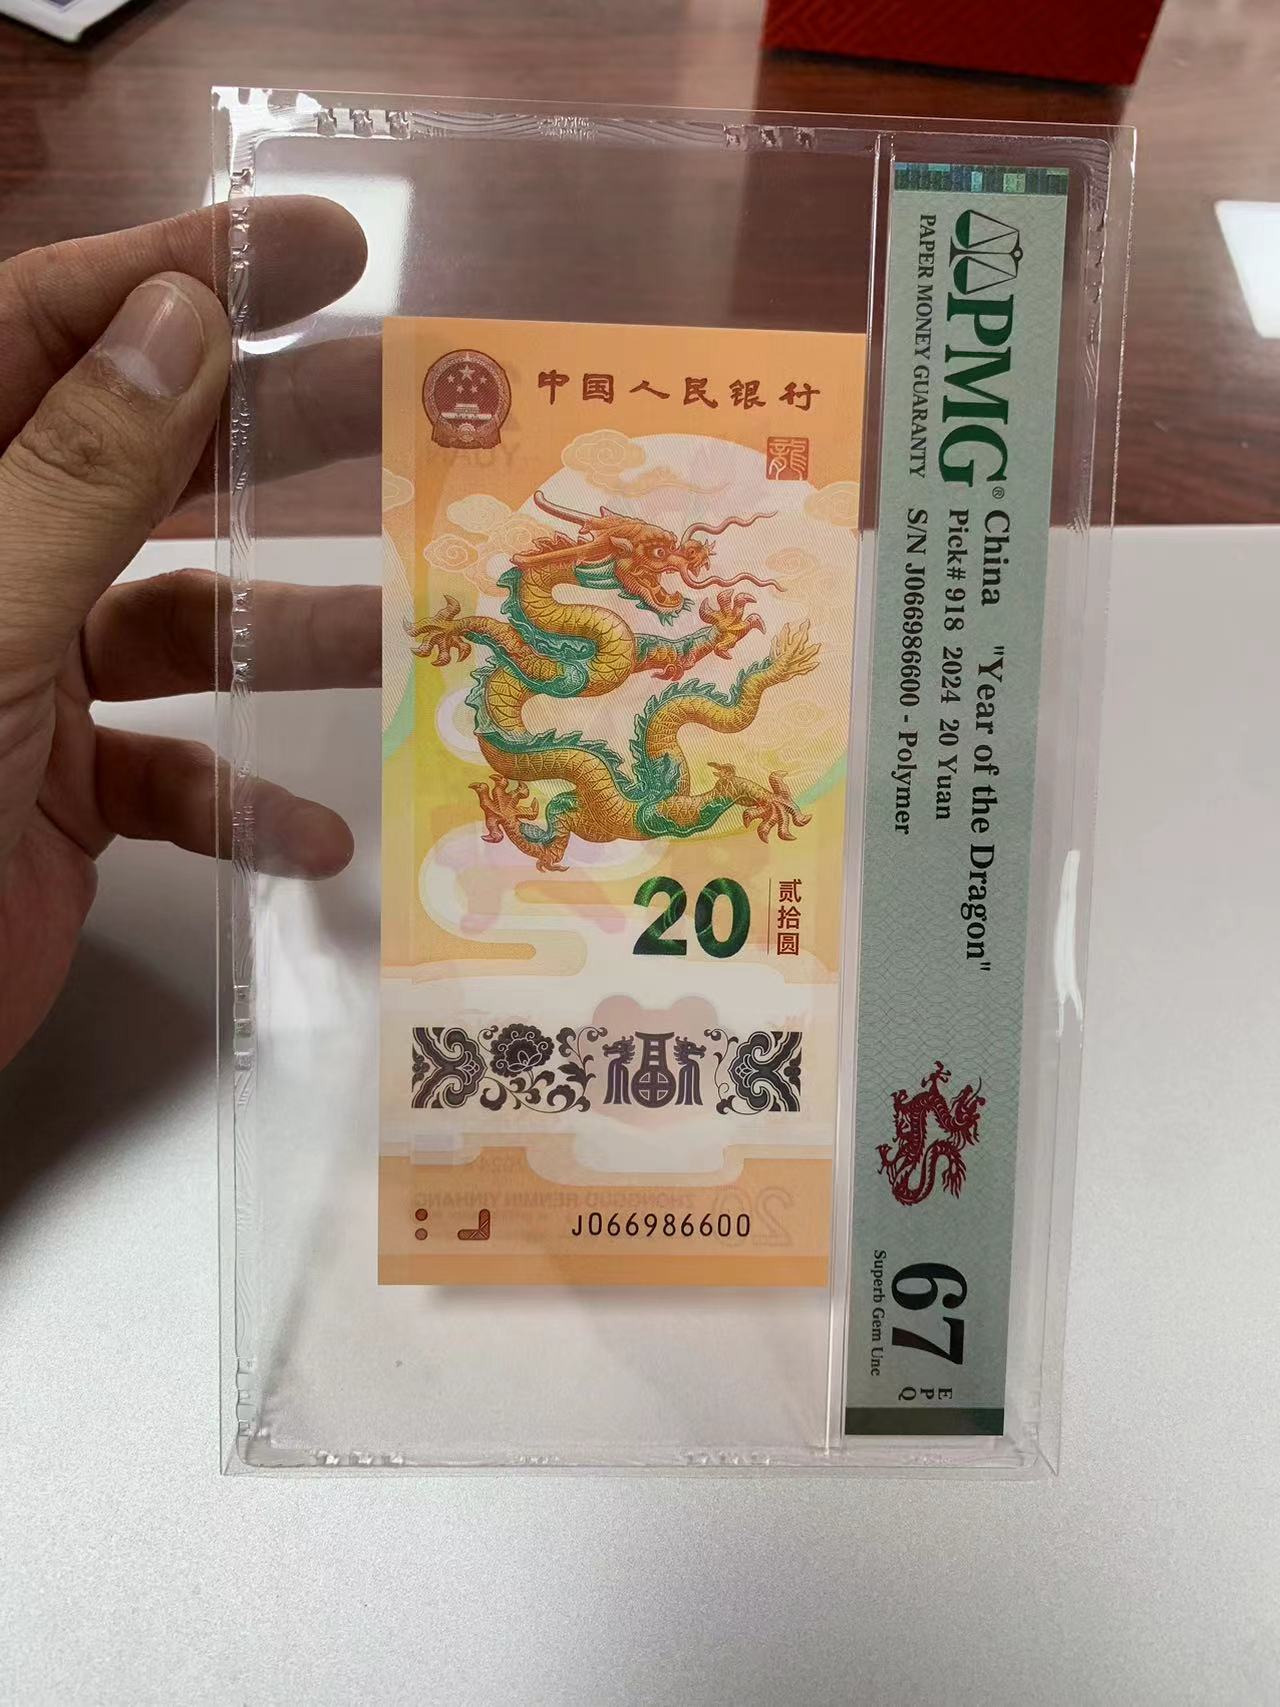 中国人民银行
龍
20
贰拾圆
福
J066986600
PMG®
PAPER MONEY GUARANTY
China "Year of the Dragon"
Pick# 918 2024 20 Yuan
S/N J066986600 - Polymer
67
EPQ
Superb Gem Unc